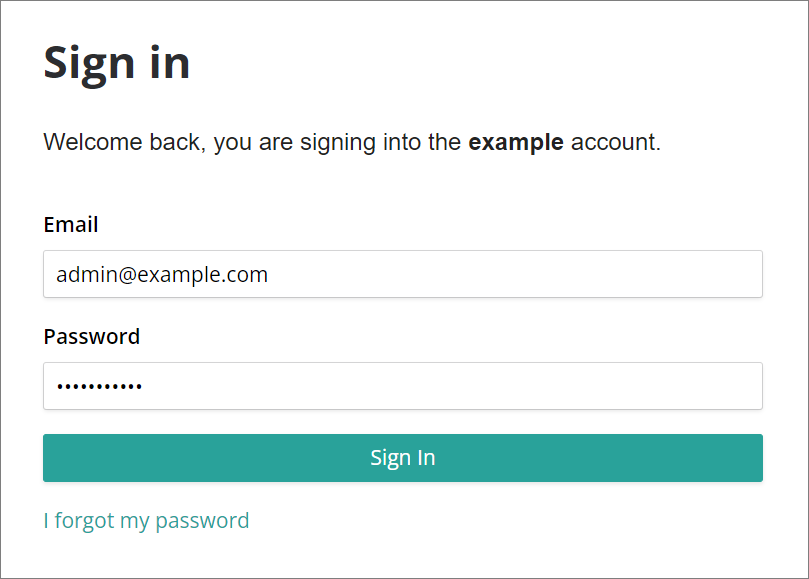 Sign in
Welcome back, you are signing into the example account.
Email
admin@example.com
Password
•••••••••••
Sign In
I forgot my password